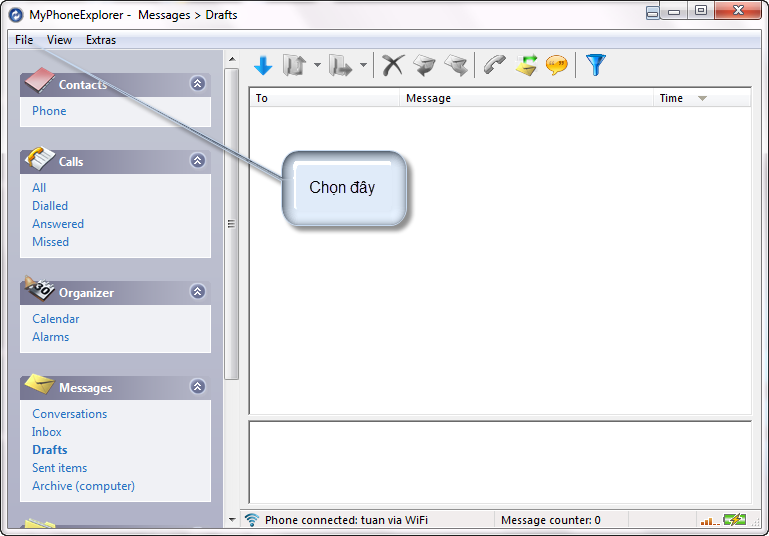 MyPhoneExplorer - Messages > Drafts
File View Extras
Contacts
Phone
Calls
All
Dialled
Answered
Missed
30
Organizer
Calendar
Alarms
Messages
Conversations
Inbox
Drafts
Sent items
Archive (computer)
To Message Time
Chọn đây
Phone connected: tuan via WiFi Message counter: 0